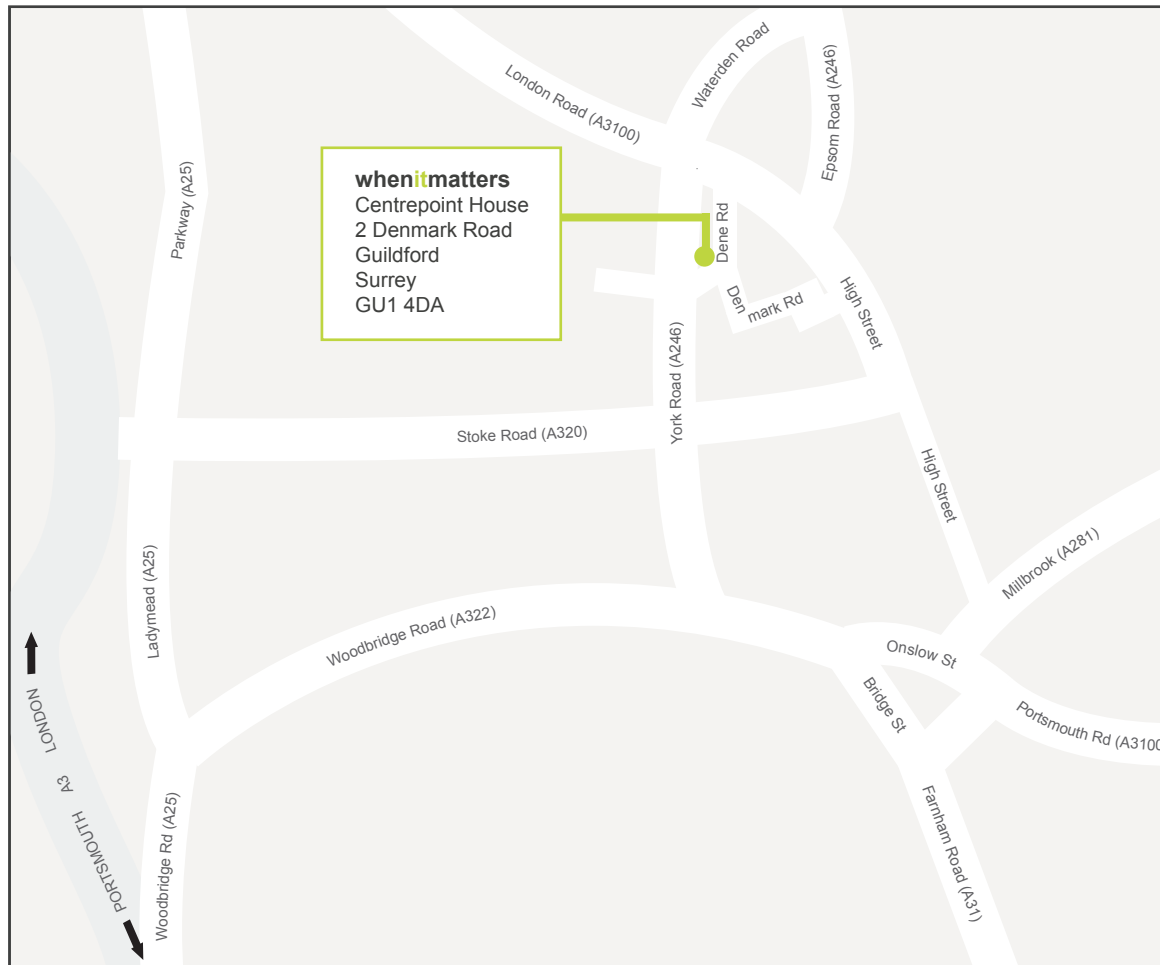 London Road (A3100)
Waterden Road
Epsom Road (A246)
Parkway (A25)
whenitmatters
Centrepoint House
2 Denmark Road
Guildford
Surrey
GU1 4DA
Dene Rd
Denmark Rd
High Street
York Road (A246)
Stoke Road (A320)
High Street
Millbrook (A281)
Ladymead (A25)
Woodbridge Road (A322)
Onslow St
Bridge St
Portsmouth Rd (A3100
LONDON
A3
PORTSMOUTH
Woodbridge Rd (A25)
Farnham Road (A31)